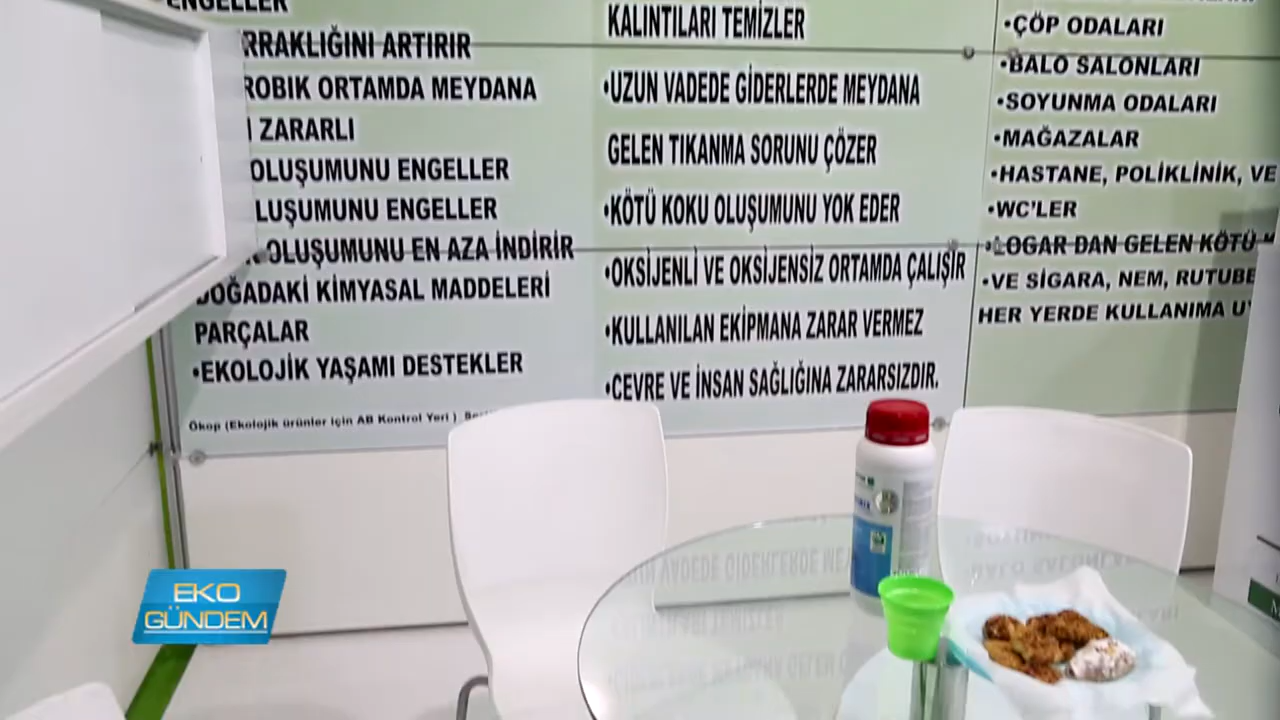 ENGELLER
RRAKLIĞINI ARTIRIR
ROBIK ORTAMDA MEYDANA
ZARARLI
OLUŞUMUNU ENGELLER
LUŞUMUNU ENGELLER
OLUŞUMUNU EN AZA İNDİRİR
DOĞADAKİ KİMYASAL MADDELERİ
PARÇALAR
•EKOLOJİK YAŞAMI DESTEKLER
Ökop (Ekolojik ürünler için AB Kontrol Yeri )
KALINTILARI TEMİZLER
•UZUN VADEDE GİDERLERDE MEYDANA
GELEN TIKANMA SORUNU ÇÖZER
•KÖTÜ KOKU OLUŞUMUNU YOK EDER
•OKSİJENLİ VE OKSİJENSİZ ORTAMDA ÇALIŞIR
•KULLANILAN EKİPMANA ZARAR VERMEZ
•ÇEVRE VE İNSAN SAĞLIĞINA ZARARSIZDIR.
•ÇÖP ODALARI
•BALO SALONLARI
•SOYUNMA ODALARI
•MAĞAZALAR
•HASTANE, POLİKLİNİK, VE
•WC'LER
•LOGAR DAN GELEN KÖTÜ
•VE SİGARA, NEM, RUTUBE
HER YERDE KULLANIMA UY
EKO
GÜNDEM